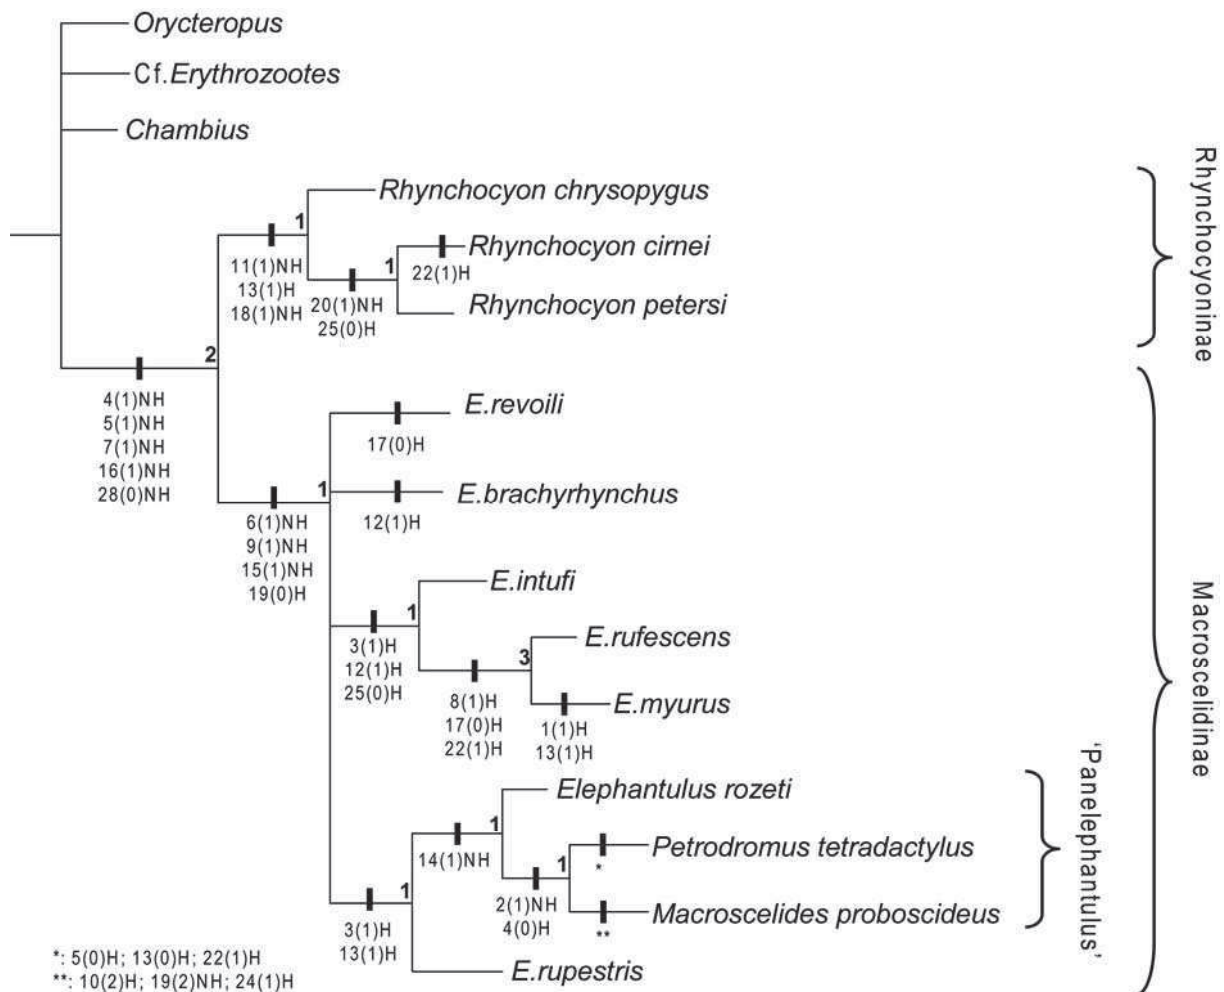 Orycteropus
Cf.Erythrozootes
Chambius
Rhynchocyon chrysopygus
1
11(1)NH
13(1)H
18(1)NH
Rhynchocyon cirnei
1
22(1)H
20(1)NH
25(0)H
Rhynchocyon petersi
Rhynchocyoninae
2
4(1)NH
5(1)NH
7(1)NH
16(1)NH
28(0)NH
E.revoili
17(0)H
E.brachyrhynchus
12(1)H
1
6(1)NH
9(1)NH
15(1)NH
19(0)H
E.intufi
1
3(1)H
12(1)H
25(0)H
E.rufescens
3
8(1)H
17(0)H
22(1)H
E.myurus
1(1)H
13(1)H
Macroscelidinae
Elephantulus rozeti
1
14(1)NH
Petrodromus tetradactylus
*
1
2(1)NH
4(0)H
Macroscelides proboscideus
**
'Panelephantulus'
1
3(1)H
13(1)H
E.rupestris
*: 5(0)H; 13(0)H; 22(1)H
**: 10(2)H; 19(2)NH; 24(1)H